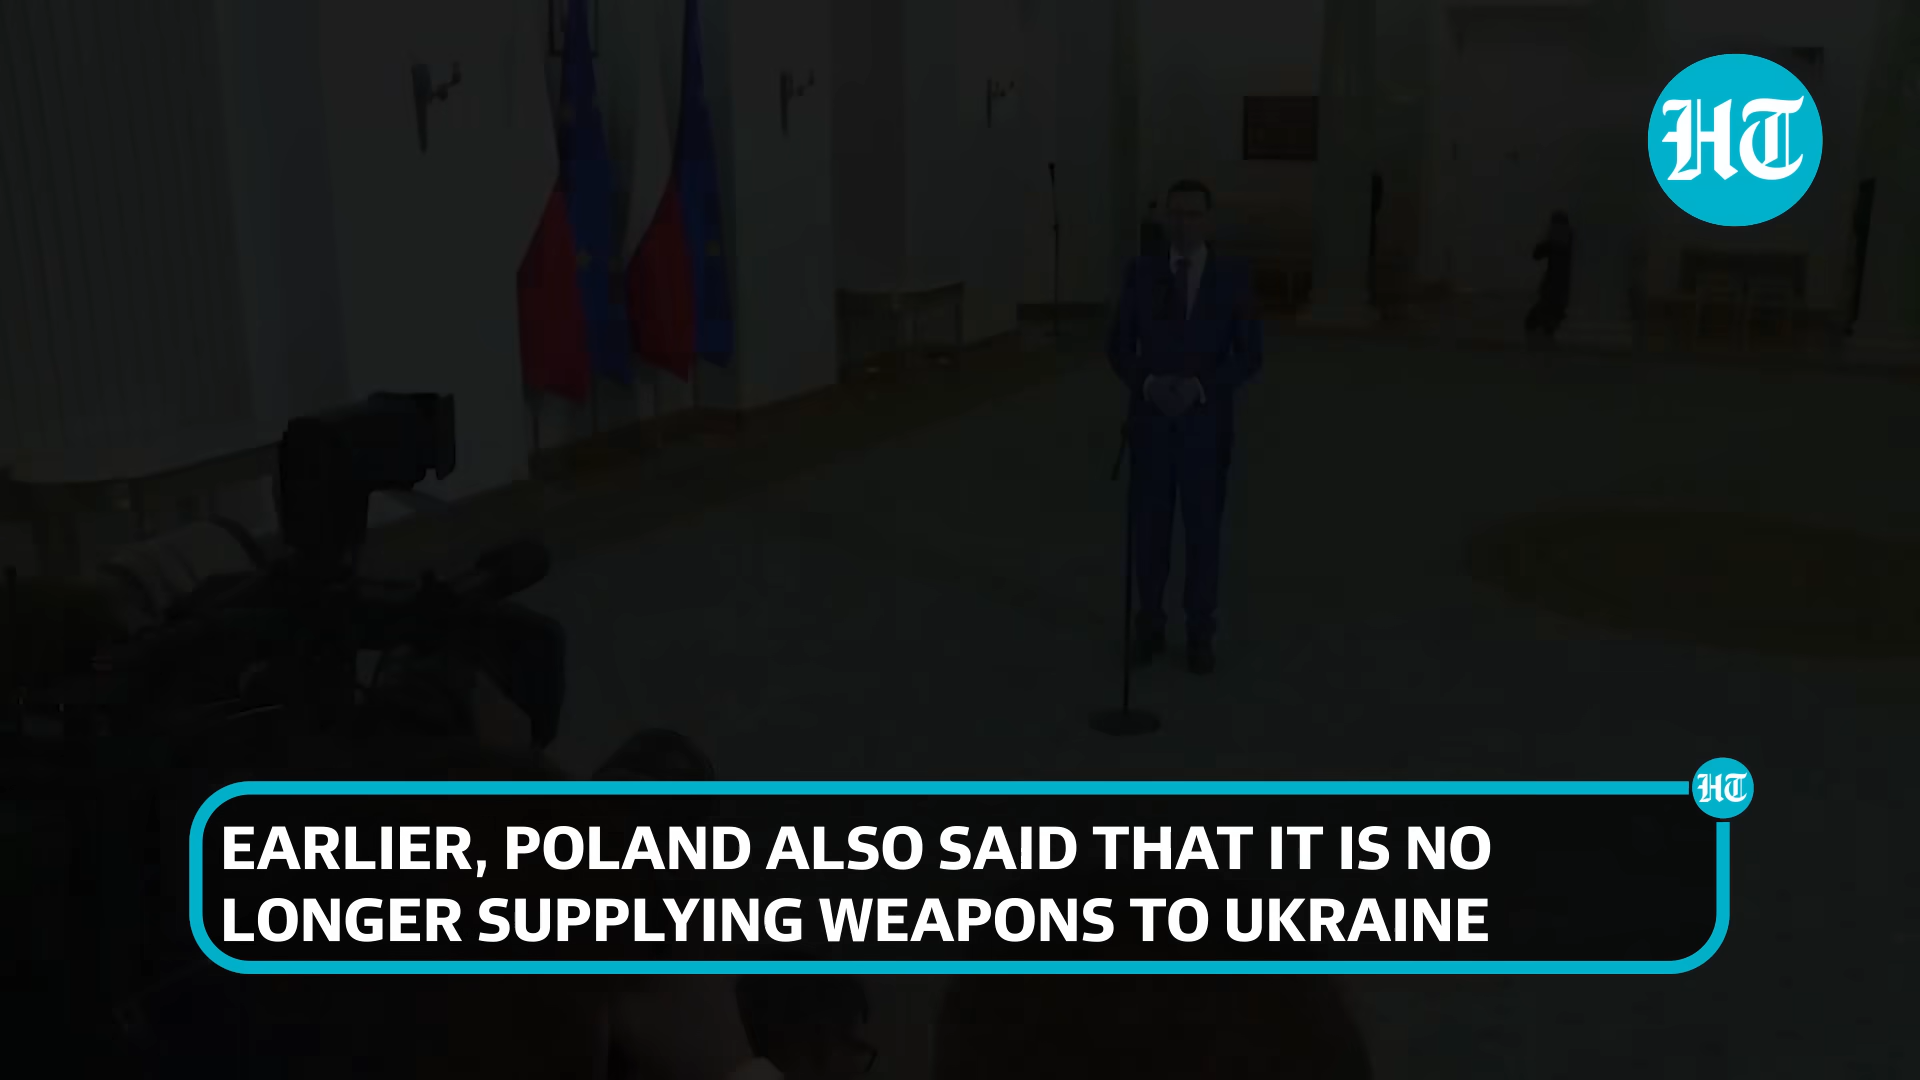 HT
HT
EARLIER, POLAND ALSO SAID THAT IT IS NO
LONGER SUPPLYING WEAPONS TO UKRAINE